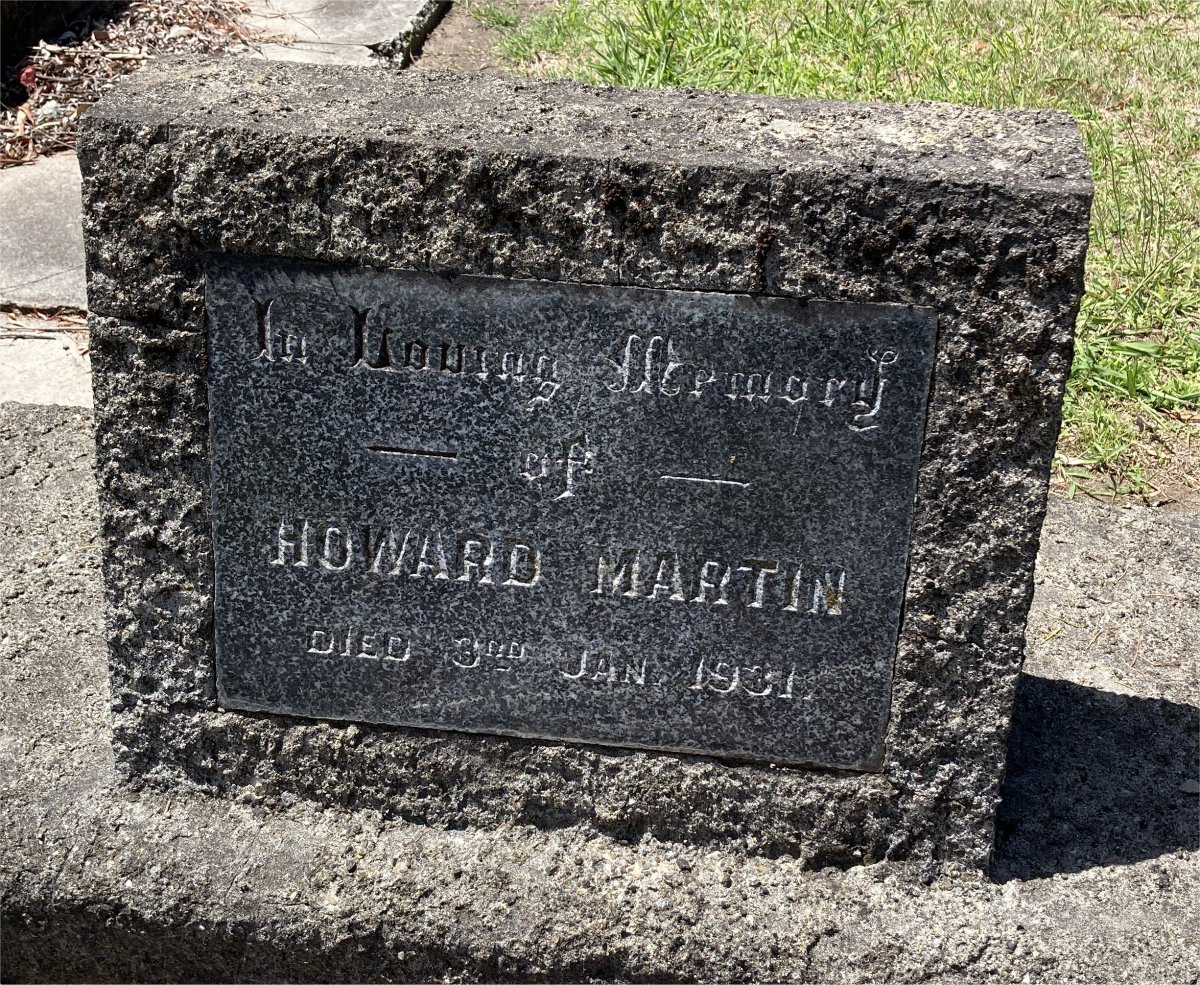 In Loving Memory
— of —
HOWARD MARTIN
DIED 3RD JAN. 1931.